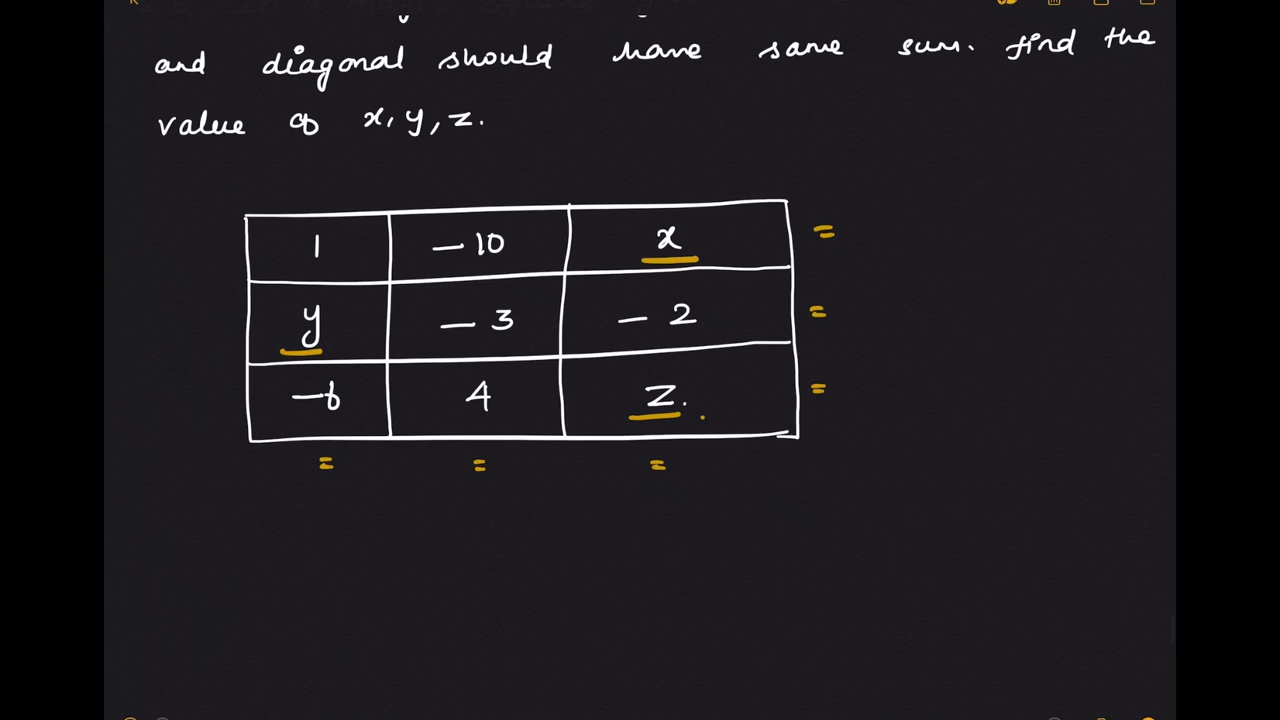 and diagonal should have same sum. find the
value of x, y, z.
1 -10 x =
y -3 -2 =
-6 4 z. =
= = =